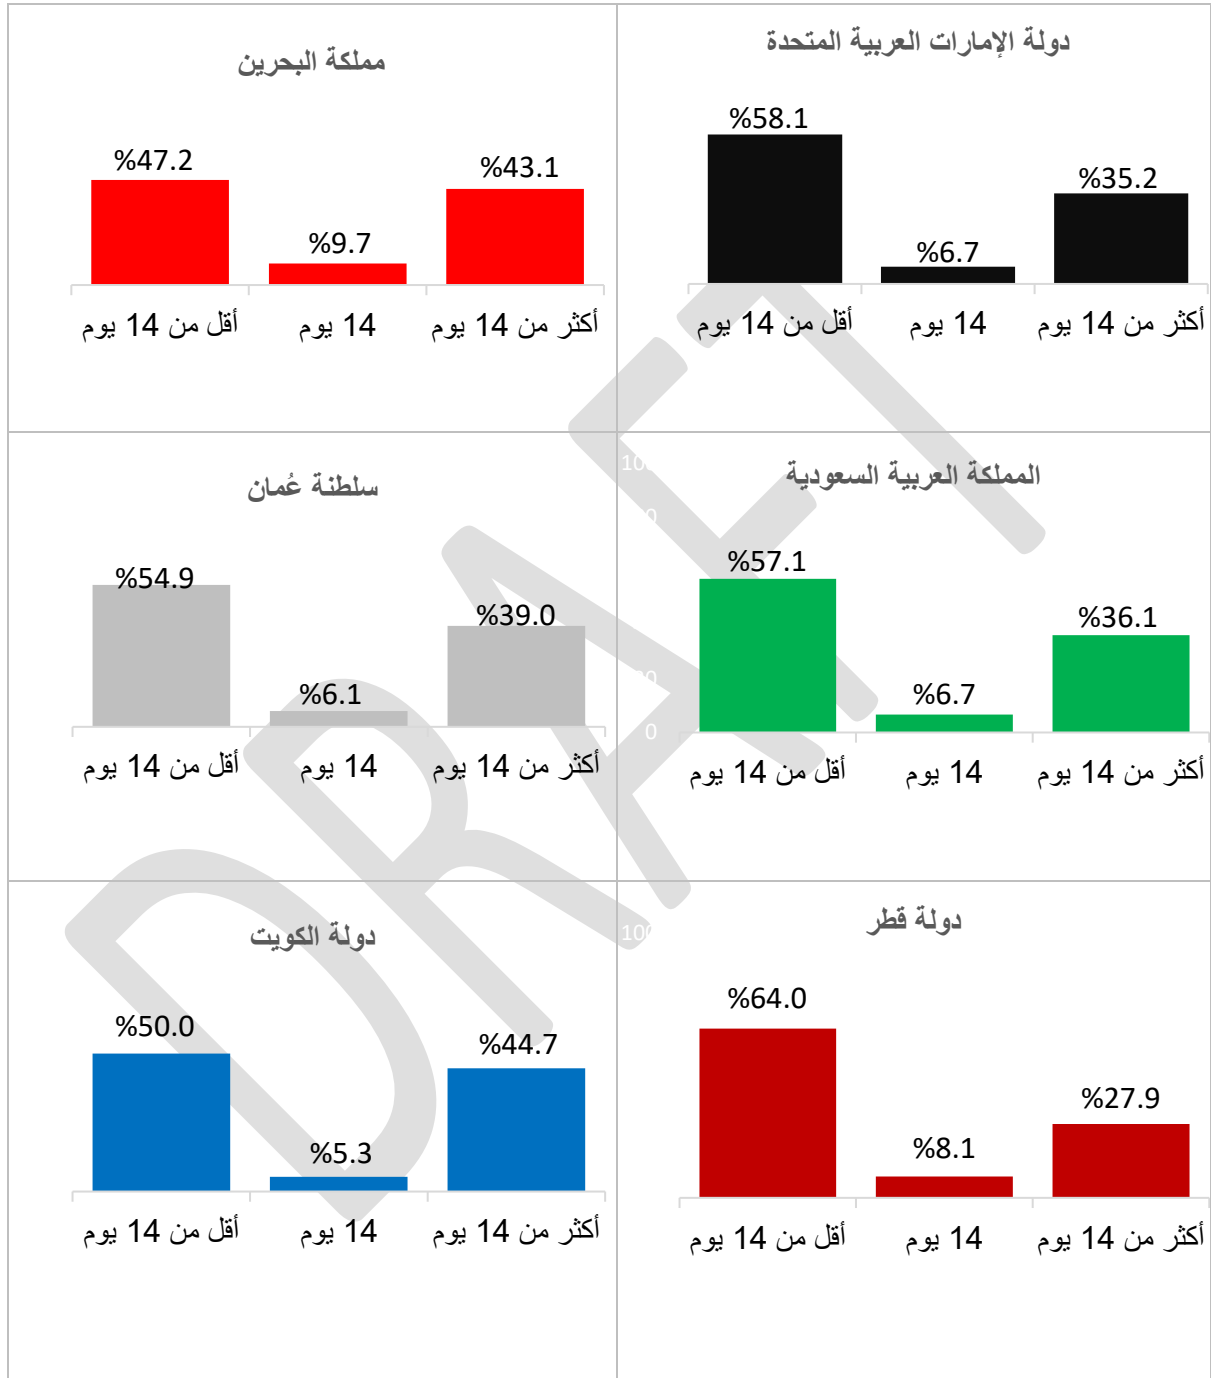 دولة الإمارات العربية المتحدة
%58.1
%6.7
%35.2
أقل من 14 يوم
14 يوم
أكثر من 14 يوم
مملكة البحرين
%47.2
%9.7
%43.1
أقل من 14 يوم
14 يوم
أكثر من 14 يوم
المملكة العربية السعودية
%57.1
%6.7
%36.1
0
أقل من 14 يوم
14 يوم
أكثر من 14 يوم
سلطنة عُمان
%54.9
%6.1
%39.0
أقل من 14 يوم
14 يوم
أكثر من 14 يوم
دولة قطر
%64.0
%8.1
%27.9
أقل من 14 يوم
14 يوم
أكثر من 14 يوم
دولة الكويت
%50.0
%5.3
%44.7
أقل من 14 يوم
14 يوم
أكثر من 14 يوم
DRAFT